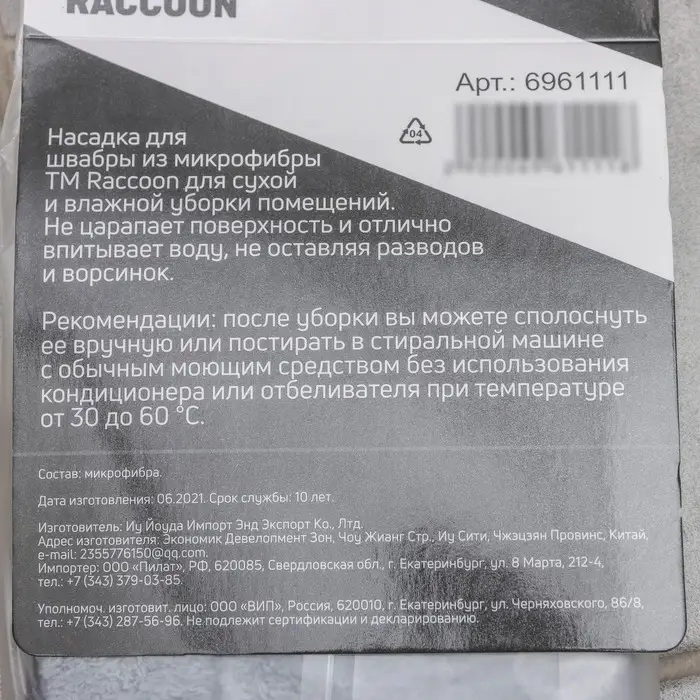 RACCOON
Арт.: 6961111
04
Насадка для
швабры из микрофибры
ТМ Raccoon для сухой
и влажной уборки помещений.
Не царапает поверхность и отлично
впитывает воду, не оставляя разводов
и ворсинок.
Рекомендации: после уборки вы можете сполоснуть
ее вручную или постирать в стиральной машине
с обычным моющим средством без использования
кондиционера или отбеливателя при температуре
от 30 до 60 °С.
Состав: микрофибра.
Дата изготовления: 06.2021. Срок службы: 10 лет.
Изготовитель: Иу Йоуда Импорт Энд Экспорт Ко., Лтд.
Адрес изготовителя: Экономик Девелопмент Зон, Чоу Жианг Стр., Иу Сити, Чжэцзян Провинс, Китай,
e-mail: 2355776150@qq.com.
Импортер: ООО «Пилат», РФ, 620085, Свердловская обл., г. Екатеринбург, ул. 8 Марта, 212-4,
тел.: +7 (343) 379-03-85.
Уполномоч. изготовит. лицо: ООО «ВИП», Россия, 620010, г. Екатеринбург, ул. Черняховского, 86/8,
тел.: +7 (343) 287-56-96. Не подлежит сертификации и декларированию.